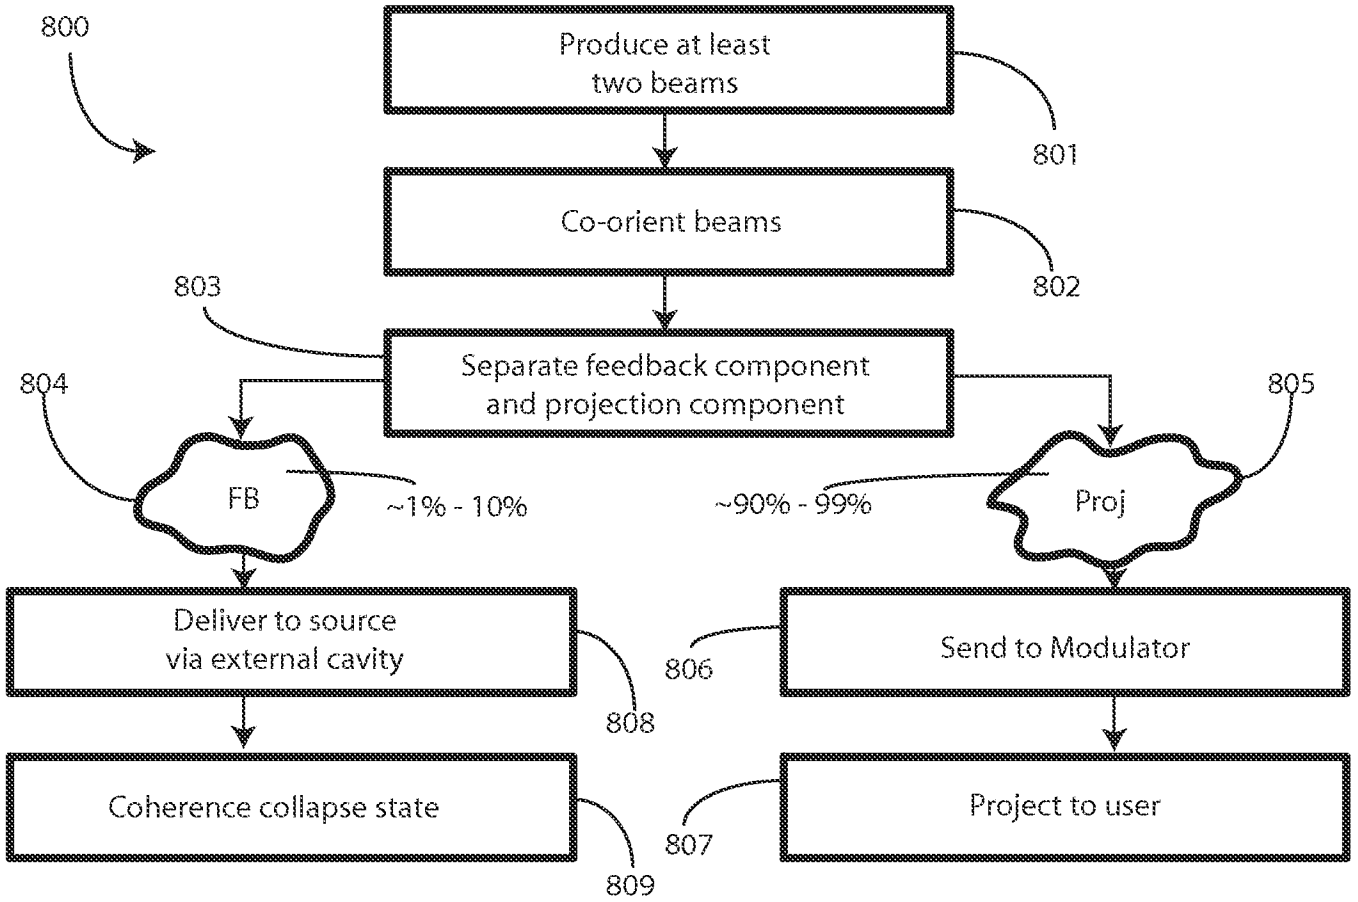 800
Produce at least
two beams
801
Co-orient beams
802
803
Separate feedback component
and projection component
804
805
FB
~1% - 10%
~90% - 99%
Proj
Deliver to source
via external cavity
808
806
Send to Modulator
Coherence collapse state
809
807
Project to user